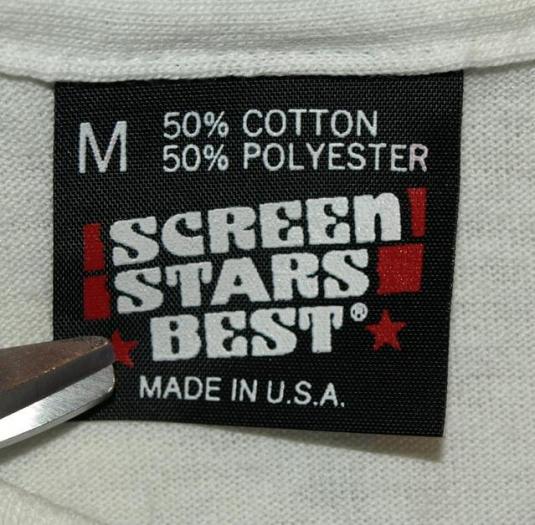 M 50% COTTON
50% POLYESTER
SCREEN
STARS
BEST®
MADE IN U.S.A.